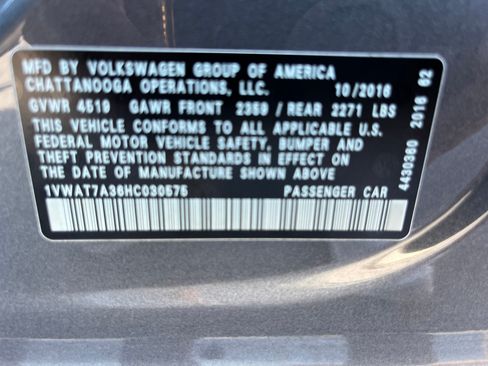 MFD BY VOLKSWAGEN GROUP OF AMERICA
CHATTANOOGA OPERATIONS, LLC. 10/2016
GVWR 4519 GAWR FRONT 2359 / REAR 2271 LBS
THIS VEHICLE CONFORMS TO ALL APPLICABLE
FEDERAL MOTOR VEHICLE SAFETY, BUMPER AND
THEFT PREVENTION STANDARDS IN EFFECT ON
THE DATE OF MANUFACTURE SHOWN ABOVE
1VWAT7A36HC030575 PASSENGER CAR
4430380 2016 62